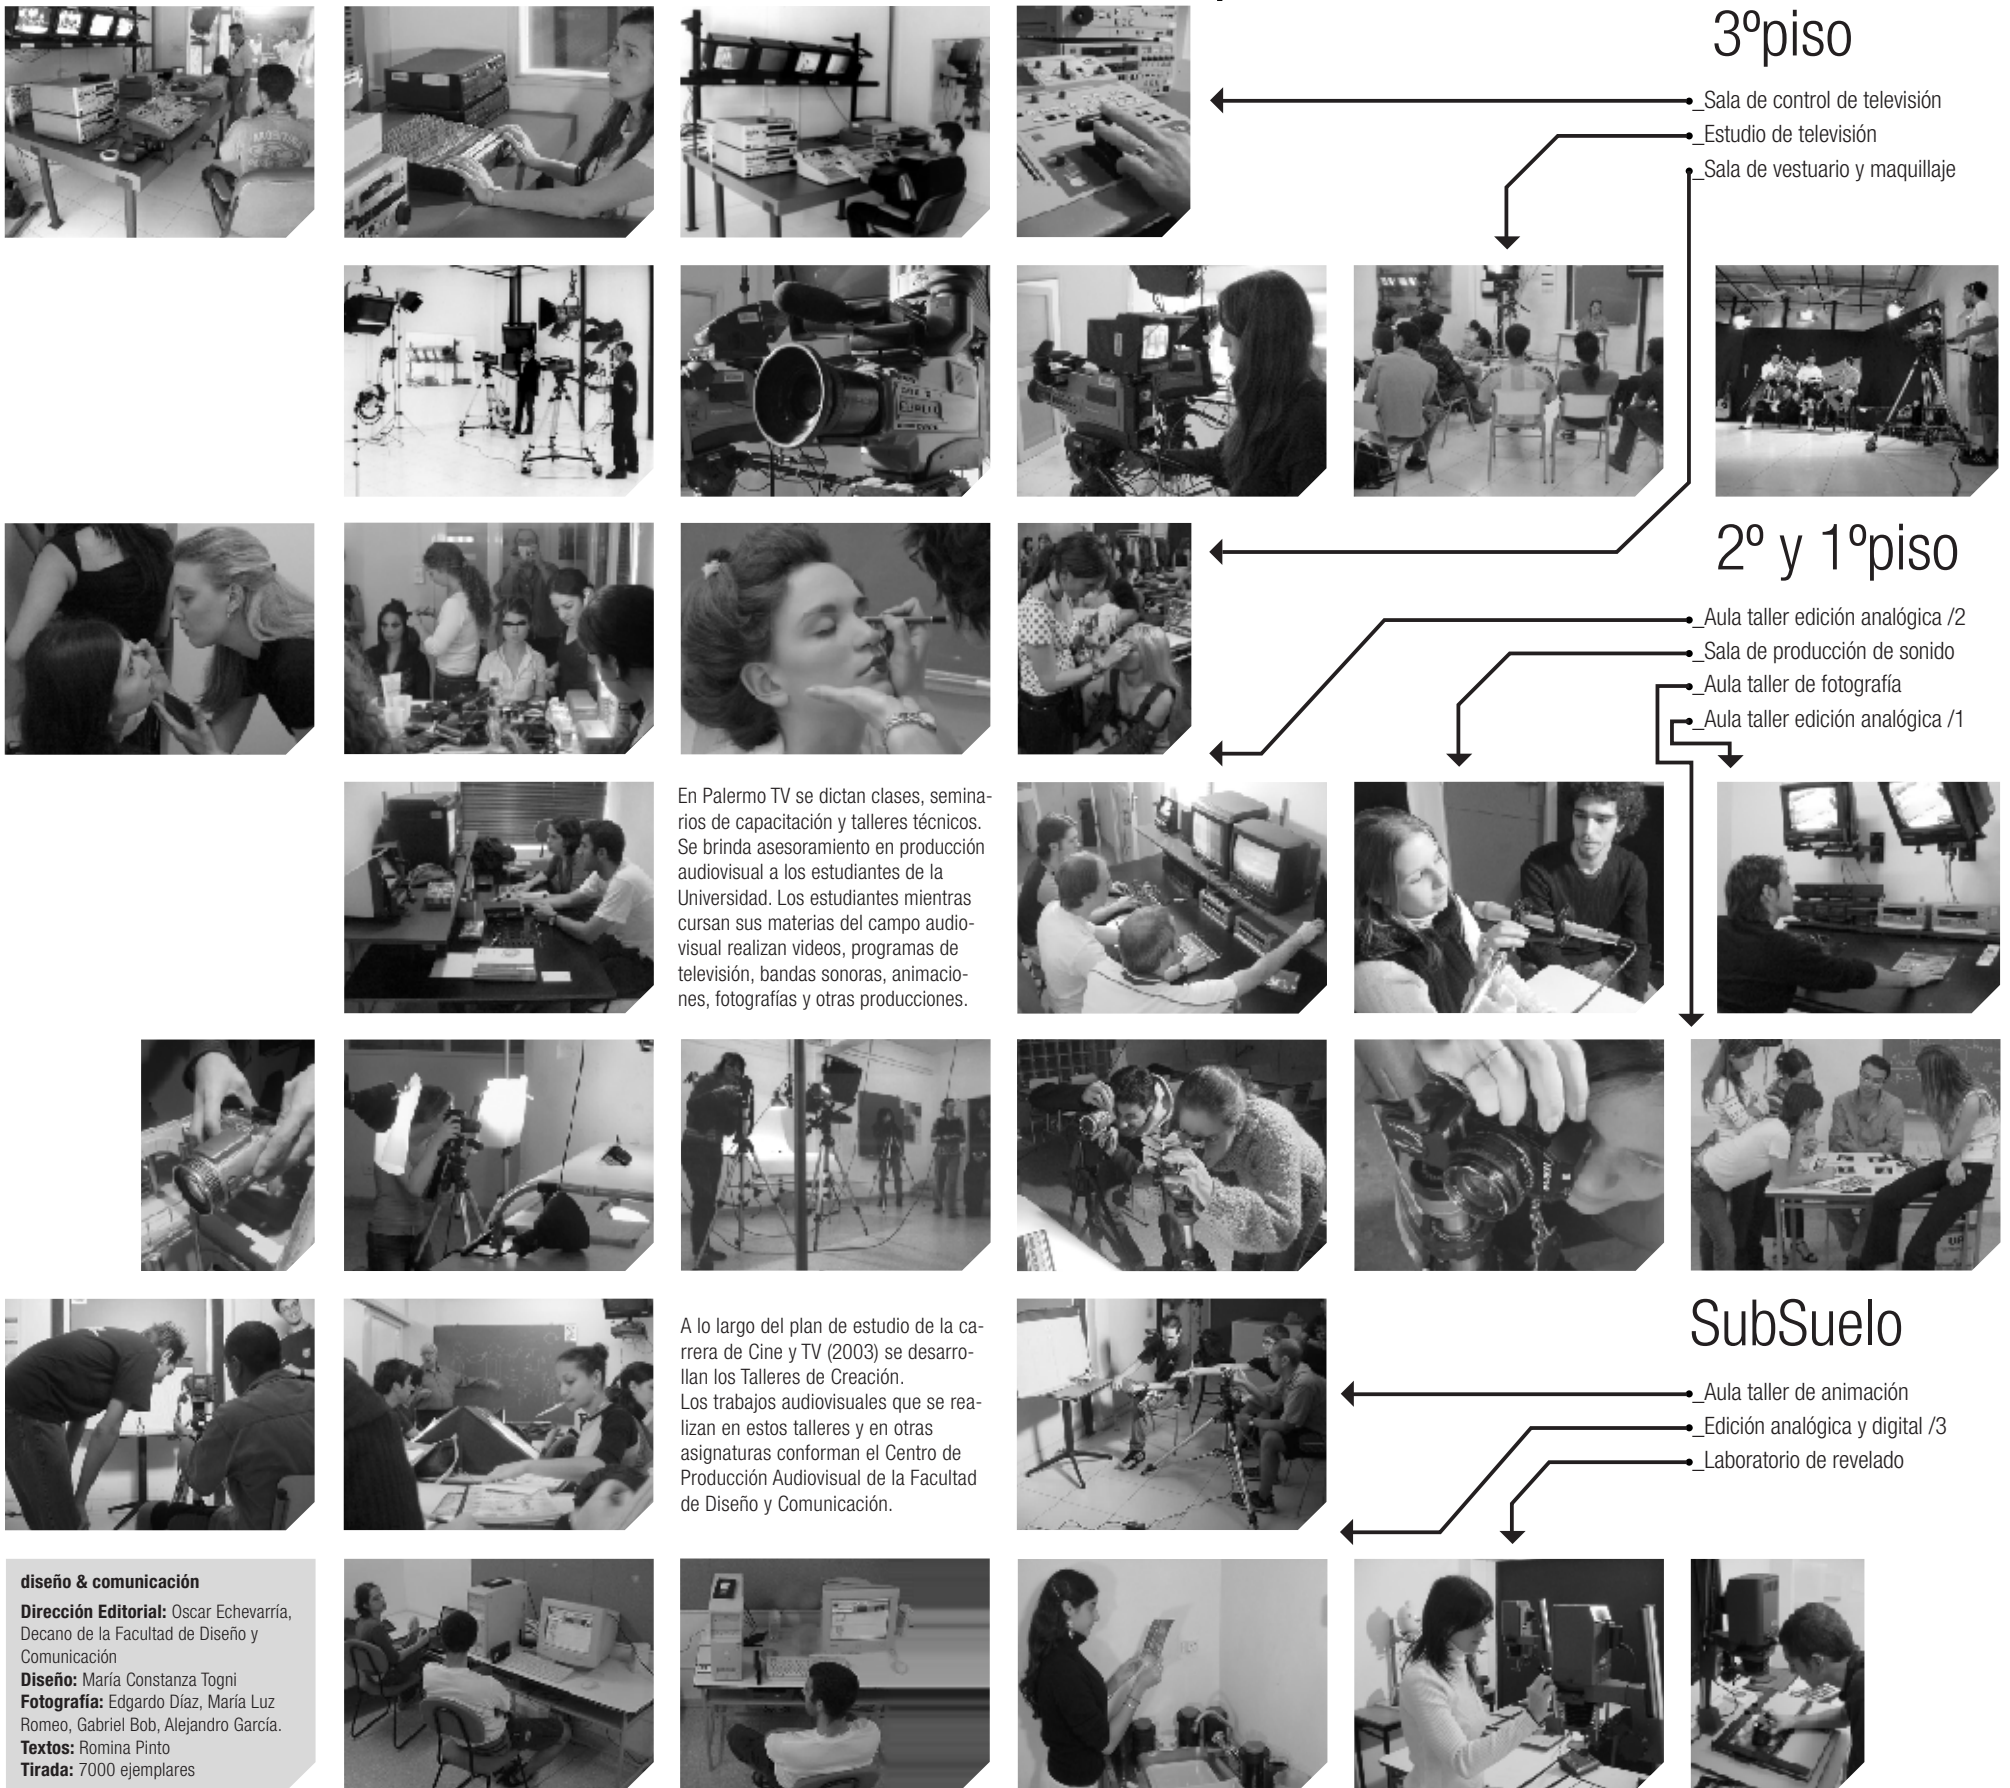 3ºpiso
_Sala de control de televisión
_Estudio de televisión
_Sala de vestuario y maquillaje
2º y 1ºpiso
_Aula taller edición analógica /2
_Sala de producción de sonido
_Aula taller de fotografía
_Aula taller edición analógica /1
En Palermo TV se dictan clases, semina-
rios de capacitación y talleres técnicos.
Se brinda asesoramiento en producción
audiovisual a los estudiantes de la
Universidad. Los estudiantes mientras
cursan sus materias del campo audio-
visual realizan videos, programas de
televisión, bandas sonoras, animacio-
nes, fotografías y otras producciones.
A lo largo del plan de estudio de la ca-
rrera de Cine y TV (2003) se desarro-
llan los Talleres de Creación.
Los trabajos audiovisuales que se rea-
lizan en estos talleres y en otras
asignaturas conforman el Centro de
Producción Audiovisual de la Facultad
de Diseño y Comunicación.
SubSuelo
_Aula taller de animación
_Edición analógica y digital /3
_Laboratorio de revelado
diseño & comunicación
Dirección Editorial: Oscar Echevarría,
Decano de la Facultad de Diseño y
Comunicación
Diseño: María Constanza Togni
Fotografía: Edgardo Díaz, María Luz
Romeo, Gabriel Bob, Alejandro García.
Textos: Romina Pinto
Tirada: 7000 ejemplares